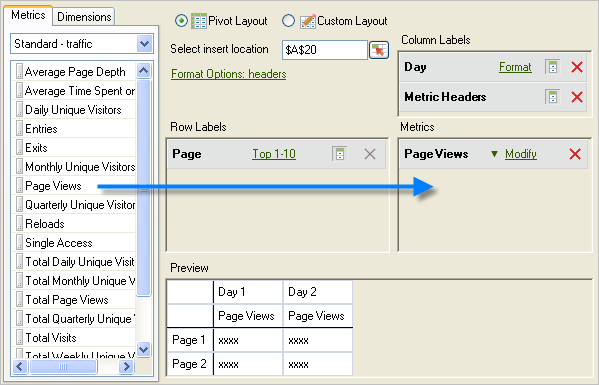 Metrics
Dimensions
Standard - traffic
Average Page Depth
Average Time Spent or
Daily Unique Visitors
Entries
Exits
Monthly Unique Visitors
Page Views
Quarterly Unique Visitor
Reloads
Single Access
Total Daily Unique Visit
Total Monthly Unique Vi
Total Page Views
Total Quarterly Unique
Total Visits
Total Weekly Unique Vi
Pivot Layout
Custom Layout
Select insert location
$A$20
Format Options: headers
Column Labels
Day Format
Metric Headers
Row Labels
Page Top 1-10
Metrics
Page Views Modify
Preview
Day 1 Day 2
Page Views Page Views
Page 1 xxxx xxxx
Page 2 xxxx xxxx